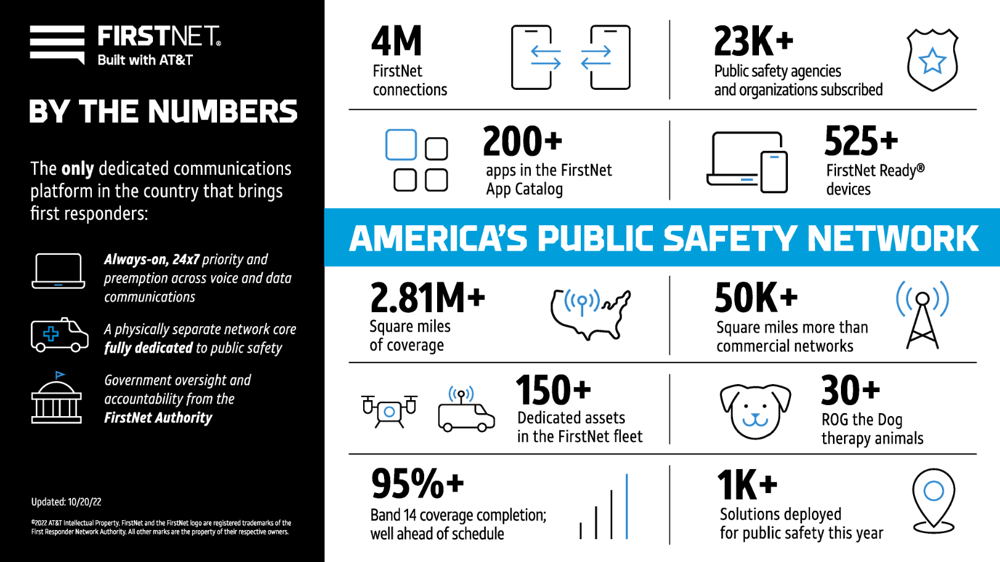 FIRSTNET®
Built with AT&T
BY THE NUMBERS
The only dedicated communications
platform in the country that brings
first responders:
Always-on, 24x7 priority and
preemption across voice and data
communications
A physically separate network core
fully dedicated to public safety
Government oversight and
accountability from the
FirstNet Authority
Updated: 10/20/22
©2022 AT&T Intellectual Property. FirstNet and the FirstNet logo are registered trademarks of the
First Responder Network Authority. All other marks are the property of their respective owners.
4M
FirstNet
connections
23K+
Public safety agencies
and organizations subscribed
200+
apps in the FirstNet
App Catalog
525+
FirstNet Ready®
devices
AMERICA'S PUBLIC SAFETY NETWORK
2.81M+
Square miles
of coverage
50K+
Square miles more than
commercial networks
150+
Dedicated assets
in the FirstNet fleet
30+
ROG the Dog
therapy animals
95%+
Band 14 coverage completion;
well ahead of schedule
1K+
Solutions deployed
for public safety this year